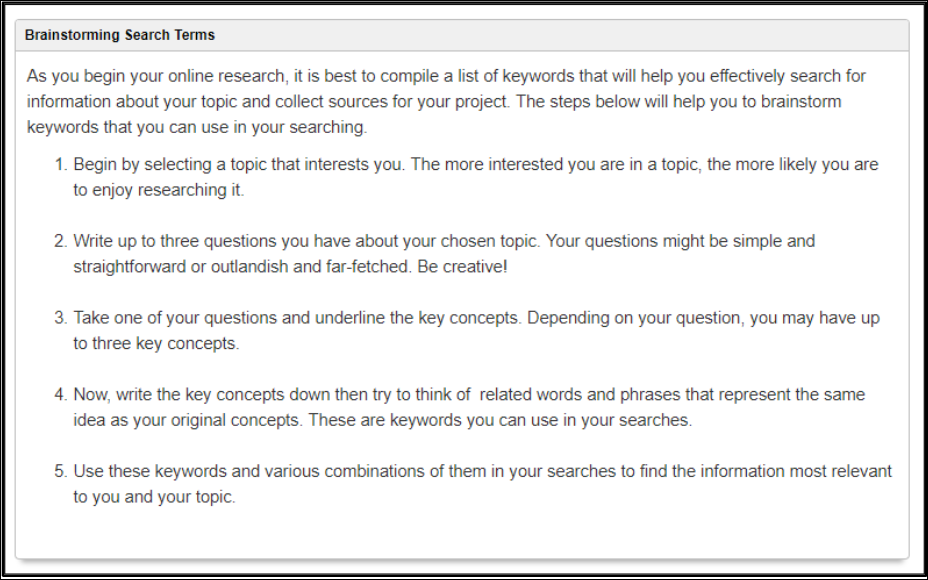 Brainstorming Search Terms
As you begin your online research, it is best to compile a list of keywords that will help you effectively search for
information about your topic and collect sources for your project. The steps below will help you to brainstorm
keywords that you can use in your searching.
1. Begin by selecting a topic that interests you. The more interested you are in a topic, the more likely you are
to enjoy researching it.
2. Write up to three questions you have about your chosen topic. Your questions might be simple and
straightforward or outlandish and far-fetched. Be creative!
3. Take one of your questions and underline the key concepts. Depending on your question, you may have up
to three key concepts.
4. Now, write the key concepts down then try to think of  related words and phrases that represent the same
idea as your original concepts. These are keywords you can use in your searches.
5. Use these keywords and various combinations of them in your searches to find the information most relevant
to you and your topic.